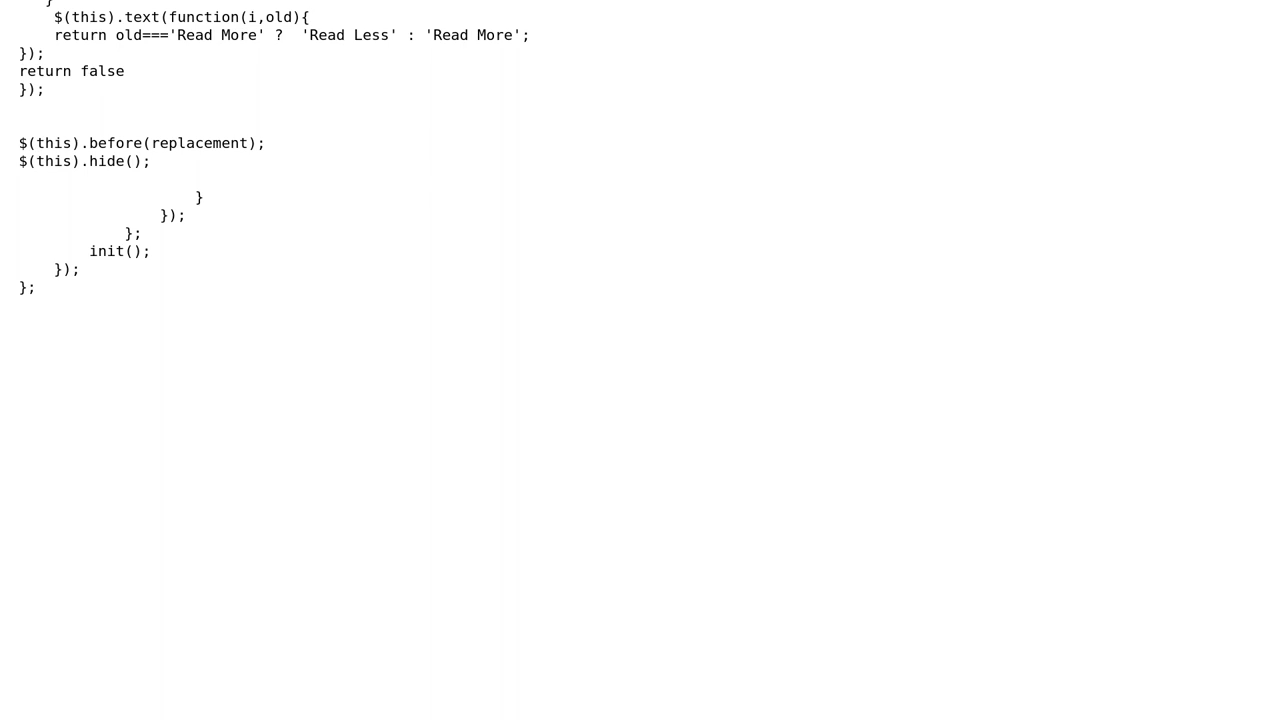 }
    $(this).text(function(i,old){
    return old==='Read More' ?  'Read Less' : 'Read More';
});
return false
});
$(this).before(replacement);
$(this).hide();
                    }
                });
            };
        init();
    });
};